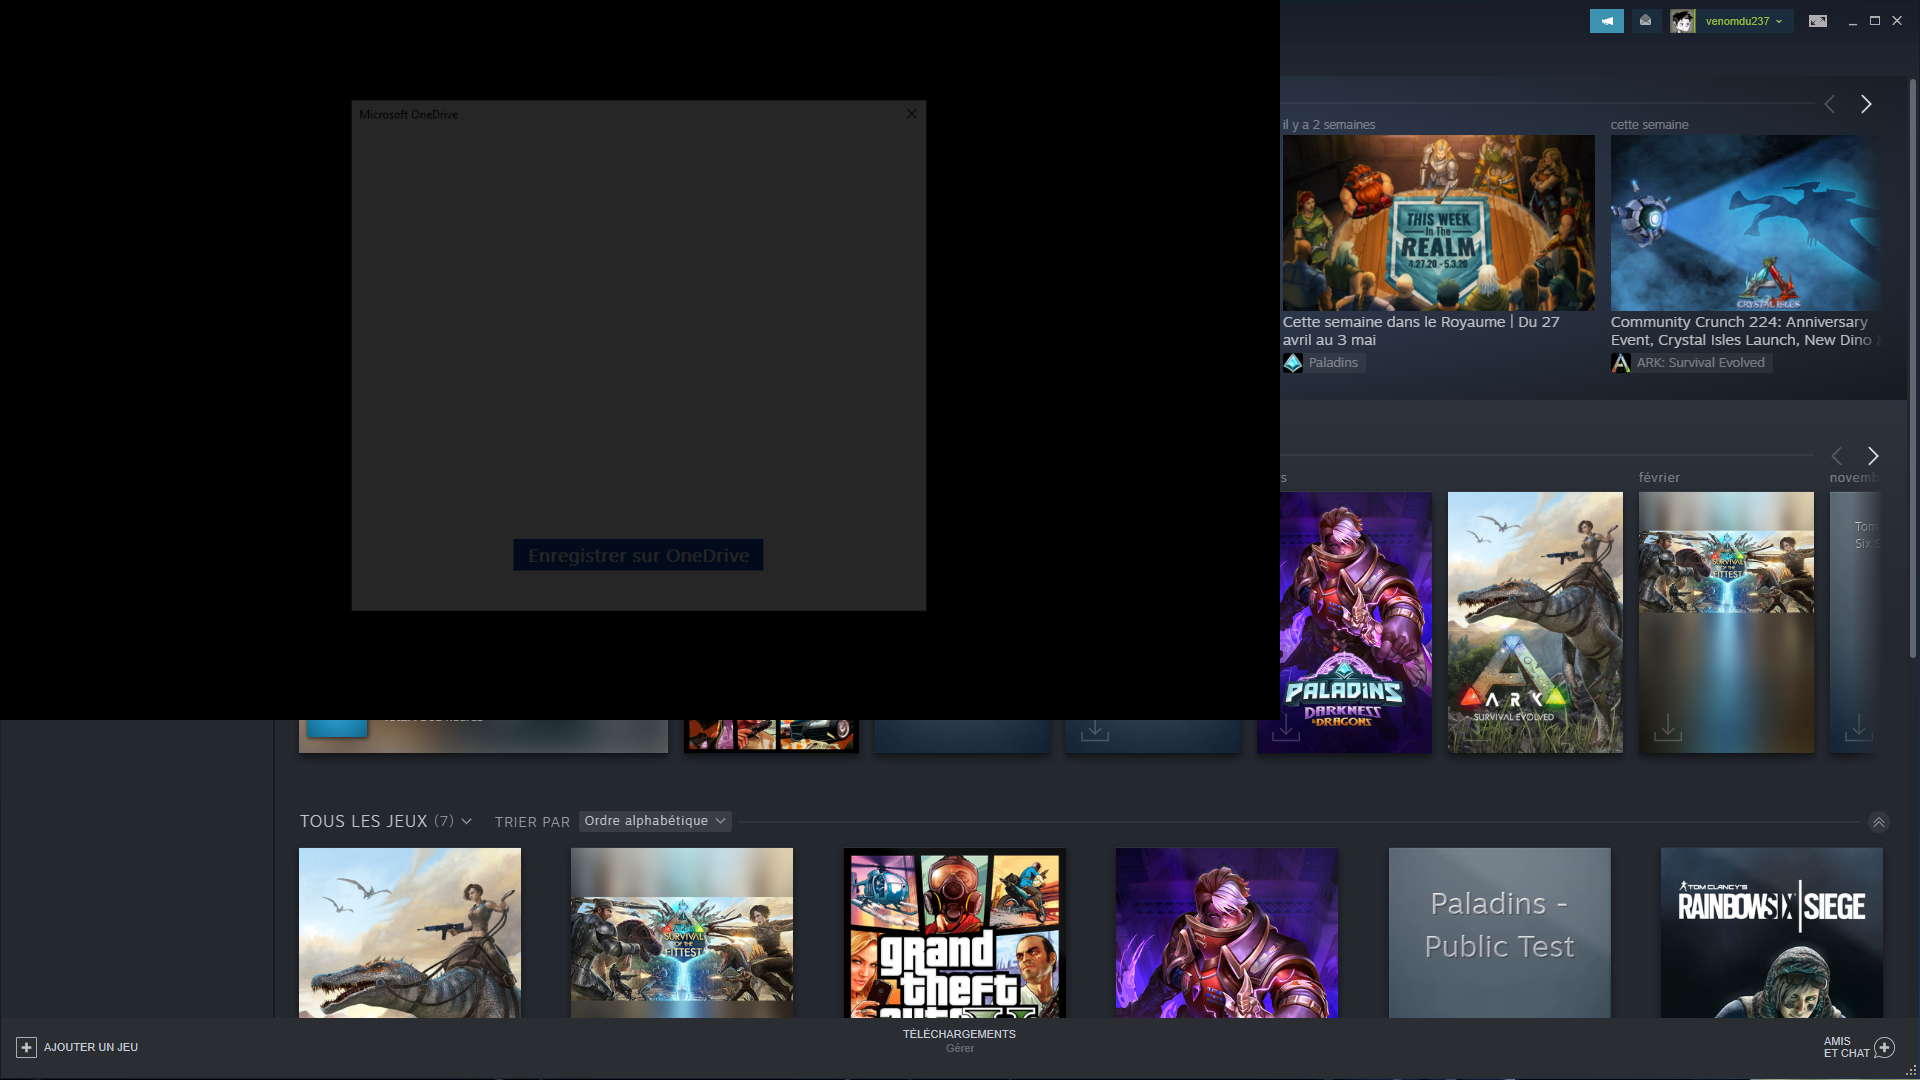 venomdu237
Microsoft OneDrive
Enregistrer sur OneDrive
il y a 2 semaines
cette semaine
THIS WEEK
In The
REALM
4.27.20 - 5.3.20
CRYSTAL ISLES
Cette semaine dans le Royaume | Du 27
avril au 3 mai
Paladins
Community Crunch 224: Anniversary
Event, Crystal Isles Launch, New Dino
ARK: Survival Evolved
février
novemb
PALADINS
DARKNESS
& DRAGONS
ARK
SURVIVAL EVOLVED
SURVIVAL
OF THE
FITTEST
Tom
Six S
TOUS LES JEUX (7)
TRIER PAR
Ordre alphabétique
SURVIVAL
OF THE
FITTEST
grand
theft
auto
Paladins -
Public Test
TOM CLANCY'S
RAINBOWSIX|SIEGE
AJOUTER UN JEU
TÉLÉCHARGEMENTS
Gérer
AMIS
ET CHAT